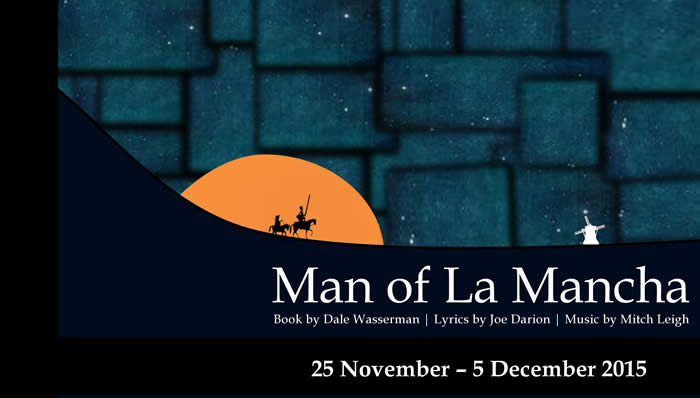 Man of La Mancha
Book by Dale Wasserman | Lyrics by Joe Darion | Music by Mitch Leigh
25 November – 5 December 2015